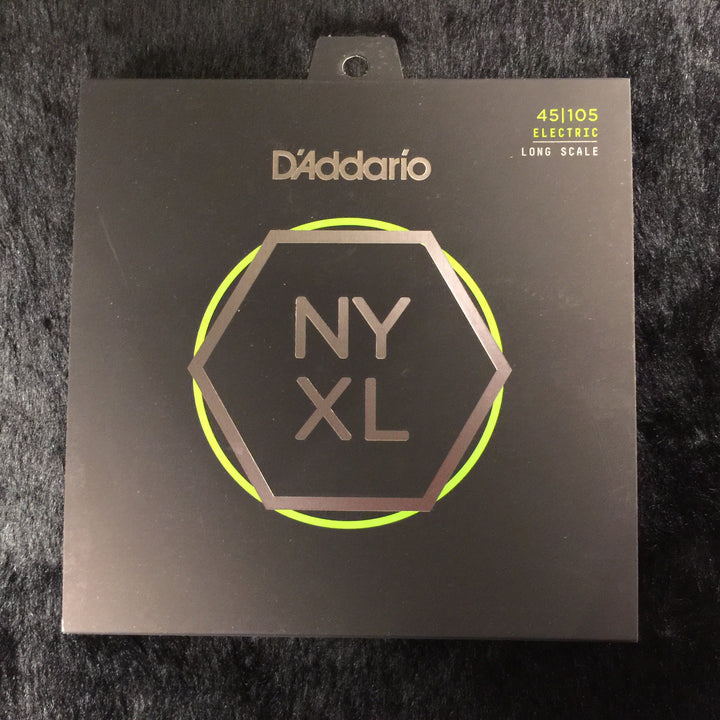 45|105
ELECTRIC
LONG SCALE
D'Addario
NY
XL